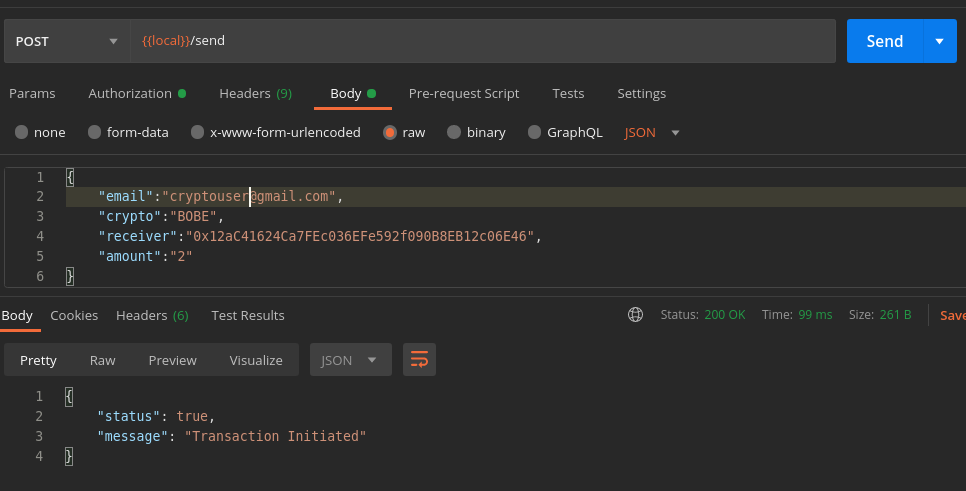 POST {{local}}/send Send
Params Authorization Headers (9) Body Pre-request Script Tests Settings
none form-data x-www-form-urlencoded raw binary GraphQL JSON
1 {
2 "email":"cryptouser@gmail.com",
3 "crypto":"BOBE",
4 "receiver":"0x12aC41624Ca7FEc036EFe592f090B8EB12c06E46",
5 "amount":"2"
6 }
Body Cookies Headers (6) Test Results Status: 200 OK Time: 99 ms Size: 261 B Save
Pretty Raw Preview Visualize JSON
1 {
2 "status": true,
3 "message": "Transaction Initiated"
4 }